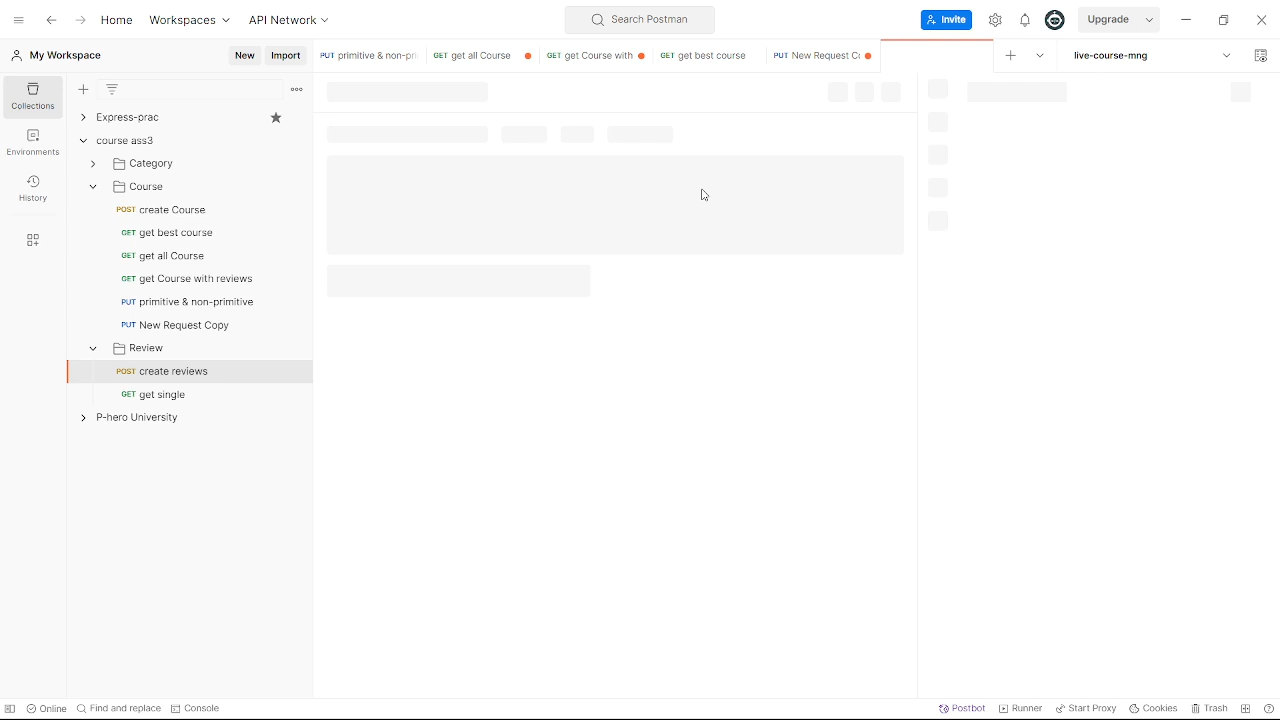 Home
Workspaces
API Network
Search Postman
Invite
Upgrade
My Workspace
New
Import
PUT primitive & non-pri
GET get all Course
GET get Course with
GET get best course
PUT New Request Co
live-course-mng
Collections
Environments
History
Express-prac
course ass3
Category
Course
POST create Course
GET get best course
GET get all Course
GET get Course with reviews
PUT primitive & non-primitive
PUT New Request Copy
Review
POST create reviews
GET get single
P-hero University
Online
Find and replace
Console
Postbot
Runner
Start Proxy
Cookies
Trash